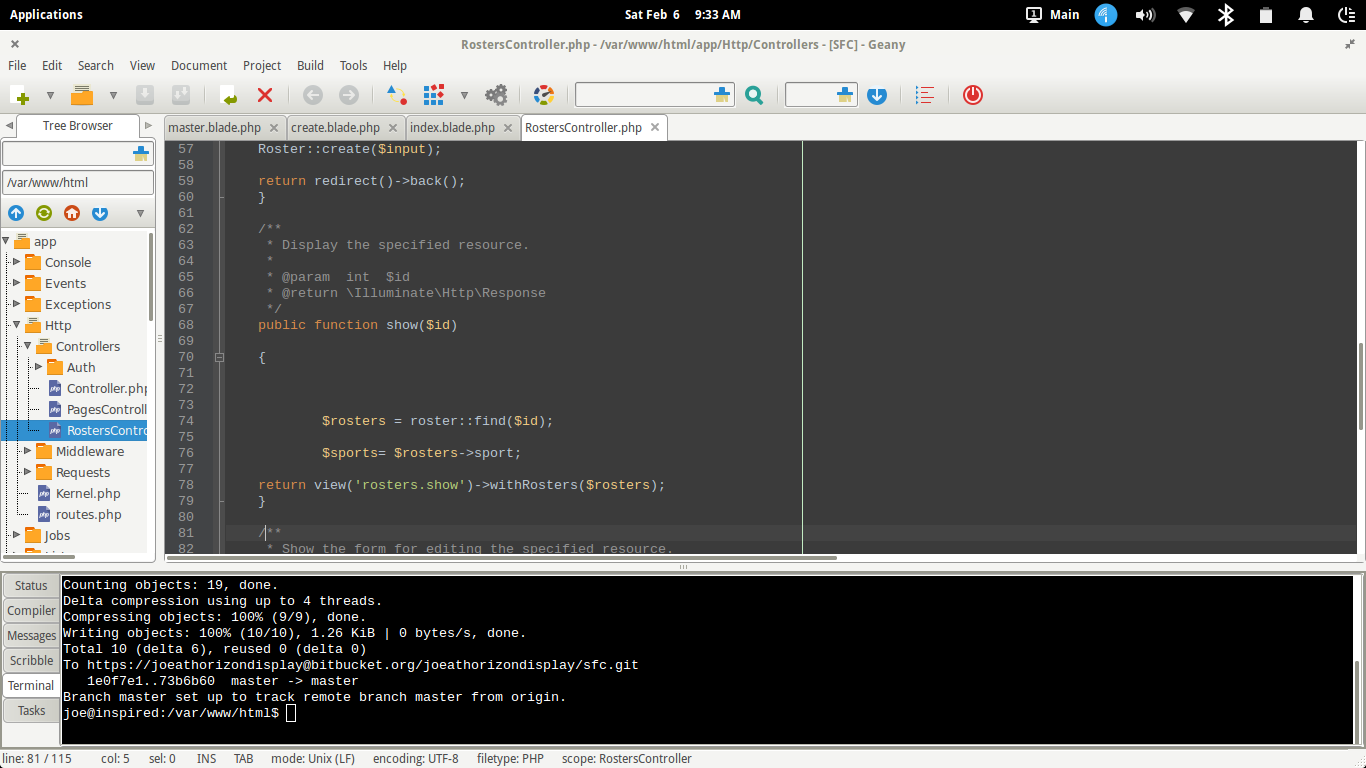 Applications
Sat Feb 6 9:33 AM
1 Main
RostersController.php - /var/www/html/app/Http/Controllers - [SFC] - Geany
File Edit Search View Document Project Build Tools Help
Tree Browser
master.blade.php create.blade.php index.blade.php RostersController.php
/var/www/html
app
Console
Events
Exceptions
Http
Controllers
Auth
Controller.php
PagesControll
RostersContro
Middleware
Requests
Kernel.php
routes.php
Jobs
57 Roster::create($input);
58
59 return redirect()->back();
60 }
61
62 /**
63 * Display the specified resource.
64 *
65 * @param int $id
66 * @return \Illuminate\Http\Response
67 */
68 public function show($id)
69
70 {
71
72
73
74 $rosters = roster::find($id);
75
76 $sports= $rosters->sport;
77
78 return view('rosters.show')->withRosters($rosters);
79 }
80
81 /**
82 * Show the form for editing the specified resource.
Status
Compiler
Messages
Scribble
Terminal
Tasks
Counting objects: 19, done.
Delta compression using up to 4 threads.
Compressing objects: 100% (9/9), done.
Writing objects: 100% (10/10), 1.26 KiB | 0 bytes/s, done.
Total 10 (delta 6), reused 0 (delta 0)
To https://joeathorizondisplay@bitbucket.org/joeathorizondisplay/sfc.git
1e0f7e1..73b6b60 master -> master
Branch master set up to track remote branch master from origin.
joe@inspired:/var/www/html$
line: 81 / 115 col: 5 sel: 0 INS TAB mode: Unix (LF) encoding: UTF-8 filetype: PHP scope: RostersController